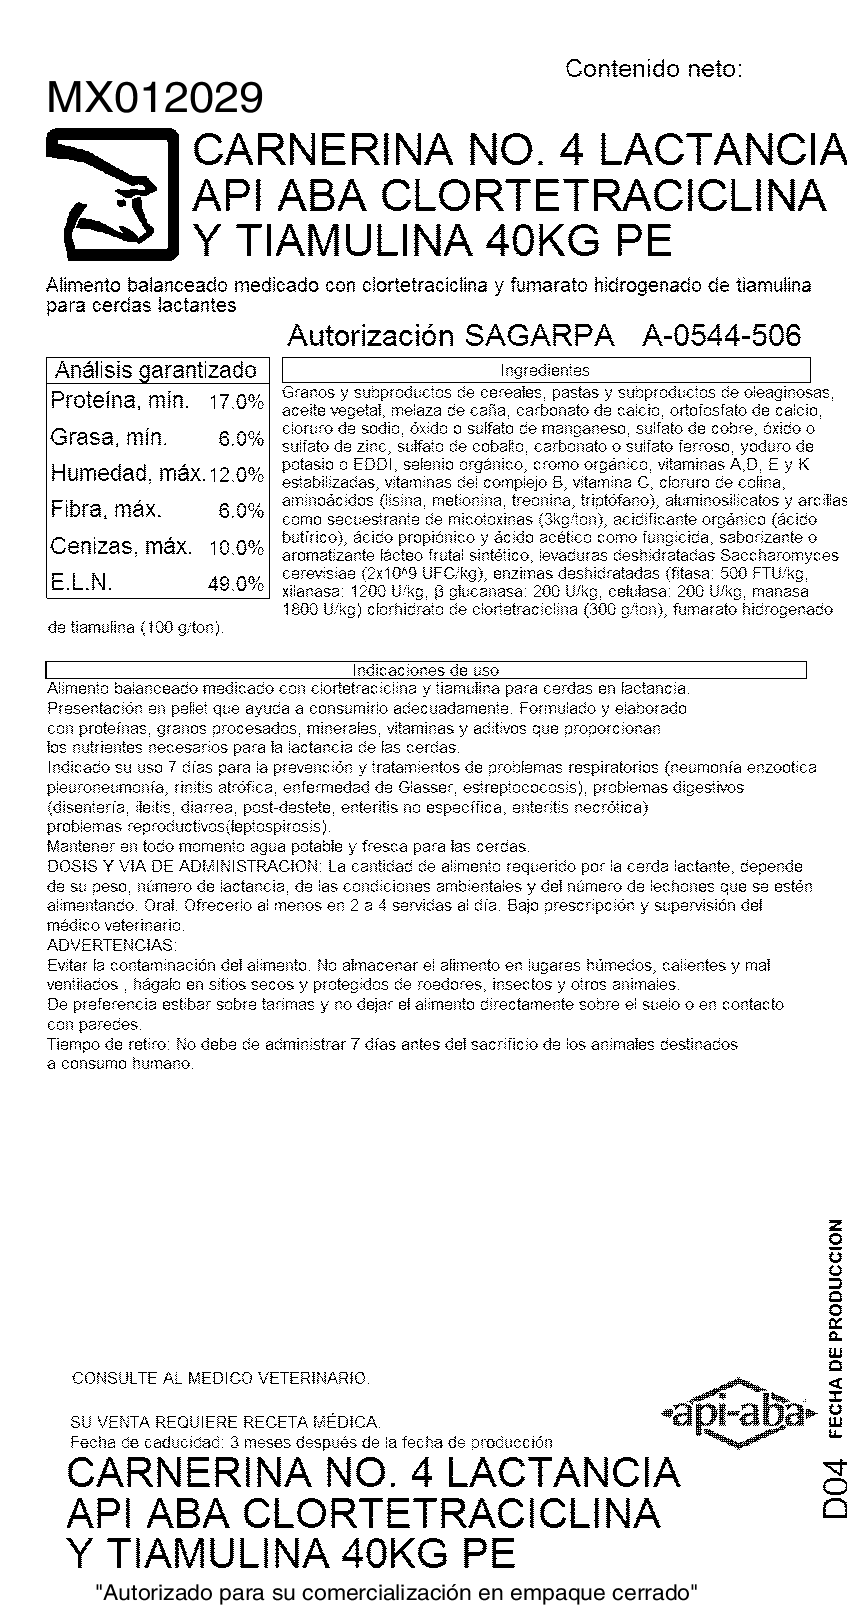 Contenido neto:
MX012029
CARNERINA NO. 4 LACTANCIA
API ABA CLORTETRACICLINA
Y TIAMULINA 40KG PE
Alimento balanceado medicado con clortetraciclina y fumarato hidrogenado de tiamulina
para cerdas lactantes
Autorización SAGARPA A-0544-506
Análisis garantizado
Proteína, mín. 17.0%
Grasa, mín. 6.0%
Humedad, máx. 12.0%
Fibra, máx. 6.0%
Cenizas, máx. 10.0%
E.L.N. 49.0%
Ingredientes
Granos y subproductos de cereales, pastas y subproductos de oleaginosas,
aceite vegetal, melaza de caña, carbonato de calcio, ortofosfato de calcio,
cloruro de sodio, óxido o sulfato de manganeso, sulfato de cobre, óxido o
sulfato de zinc, sulfato de cobalto, carbonato o sulfato ferroso, yoduro de
potasio o EDDI, selenio orgánico, cromo orgánico, vitaminas A,D, E y K
estabilizadas, vitaminas del complejo B, vitamina C, cloruro de colina,
aminoácidos (lisina, metionina, treonina, triptófano), aluminosilicatos y arcillas
como secuestrante de micotoxinas (3kg/ton), acidificante orgánico (ácido
butírico), ácido propiónico y ácido acético como fungicida, saborizante o
aromatizante lácteo frutal sintético, levaduras deshidratadas Saccharomyces
cerevisiae (2x10^9 UFC/kg), enzimas deshidratadas (fitasa: 500 FTU/kg,
xilanasa: 1200 U/kg, β glucanasa: 200 U/kg, celulasa: 200 U/kg, manasa
1800 U/kg) clorhidrato de clortetraciclina (300 g/ton), fumarato hidrogenado
de tiamulina (100 g/ton).
Indicaciones de uso
Alimento balanceado medicado con clortetraciclina y tiamulina para cerdas en lactancia.
Presentación en pellet que ayuda a consumirlo adecuadamente. Formulado y elaborado
con proteínas, granos procesados, minerales, vitaminas y aditivos que proporcionan
los nutrientes necesarios para la lactancia de las cerdas.
Indicado su uso 7 días para la prevención y tratamientos de problemas respiratorios (neumonía enzootica
pleuroneumonía, rinitis atrófica, enfermedad de Glasser, estreptococosis), problemas digestivos
(disentería, ileitis, diarrea, post-destete, enteritis no específica, enteritis necrótica)
problemas reproductivos(leptospirosis).
Mantener en todo momento agua potable y fresca para las cerdas.
DOSIS Y VIA DE ADMINISTRACION: La cantidad de alimento requerido por la cerda lactante, depende
de su peso, número de lactancia, de las condiciones ambientales y del número de lechones que se estén
alimentando. Oral. Ofrecerlo al menos en 2 a 4 servidas al día. Bajo prescripción y supervisión del
médico veterinario.
ADVERTENCIAS:
Evitar la contaminación del alimento. No almacenar el alimento en lugares húmedos, calientes y mal
ventilados , hágalo en sitios secos y protegidos de roedores, insectos y otros animales.
De preferencia estibar sobre tarimas y no dejar el alimento directamente sobre el suelo o en contacto
con paredes.
Tiempo de retiro: No debe de administrar 7 días antes del sacrificio de los animales destinados
a consumo humano.
FECHA DE PRODUCCION
D04
CONSULTE AL MEDICO VETERINARIO.
api-aba
SU VENTA REQUIERE RECETA MÉDICA.
Fecha de caducidad: 3 meses después de la fecha de producción
CARNERINA NO. 4 LACTANCIA
API ABA CLORTETRACICLINA
Y TIAMULINA 40KG PE
"Autorizado para su comercialización en empaque cerrado"